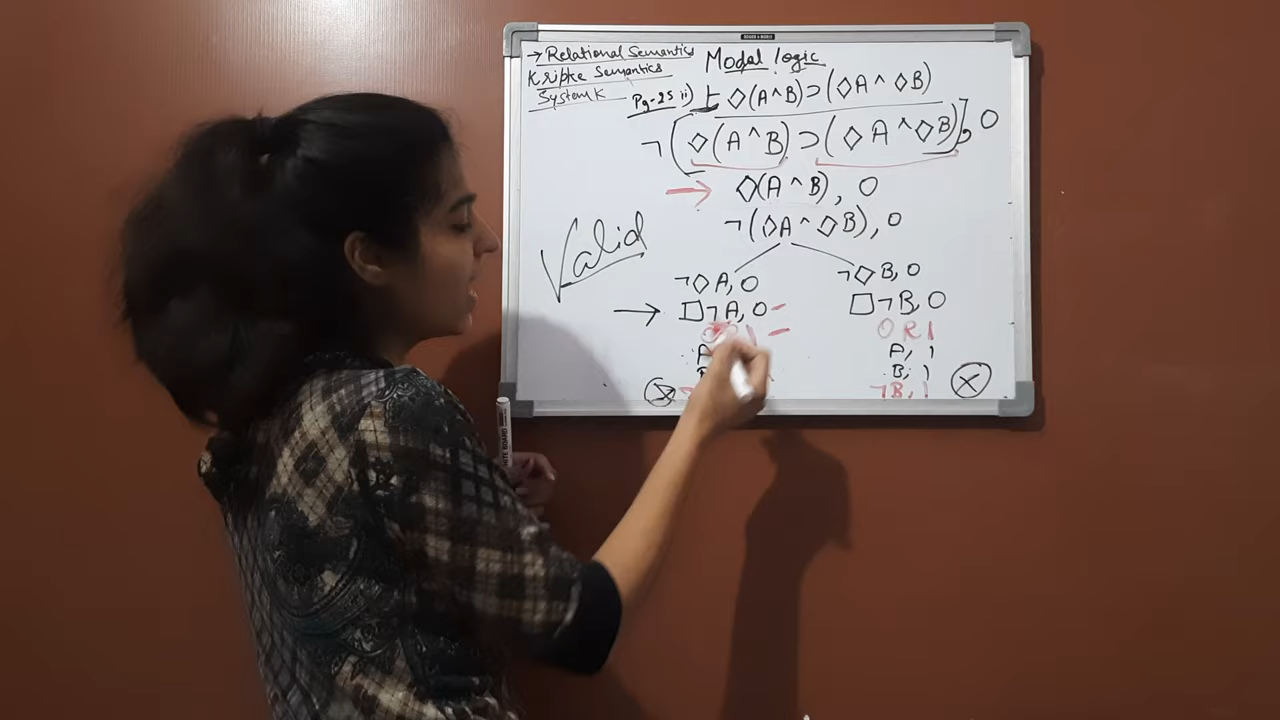 → Relational Semantics
Modal logic
Kripke Semantics
System K
Pg-25 ii) ⊢ ◇(A ^ B) ⊃ (◇A ^ ◇B)
¬[◇(A ^ B) ⊃ (◇A ^ ◇B)], 0
→ ◇(A ^ B), 0
¬(◇A ^ ◇B), 0
Valid
¬◇A, 0 ¬◇B, 0
→ □¬A, 0 □¬B, 0
0 R 1
A, 1
B, 1
¬B, 1